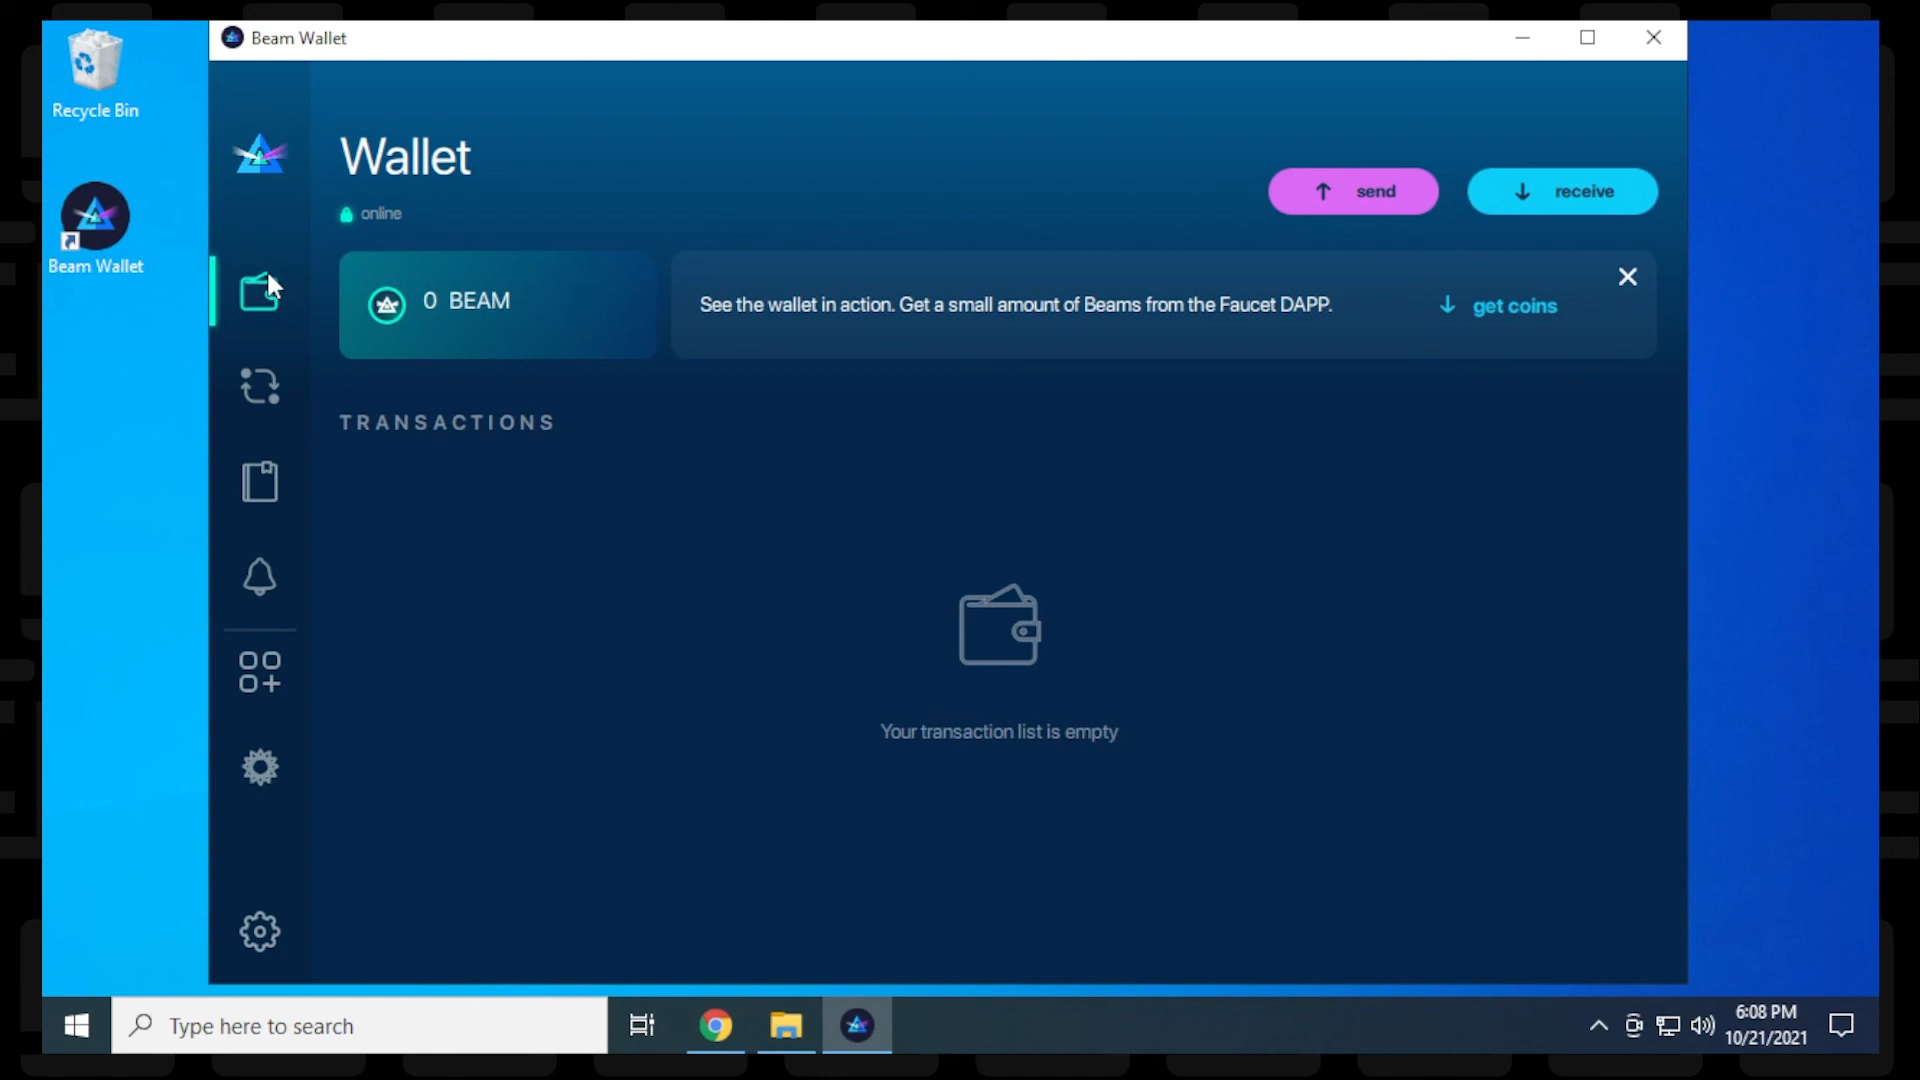 Recycle Bin
Beam Wallet
Beam Wallet
Wallet
online
send
receive
0 BEAM
See the wallet in action. Get a small amount of Beams from the Faucet DAPP.
get coins
TRANSACTIONS
Your transaction list is empty
Type here to search
6:08 PM
10/21/2021